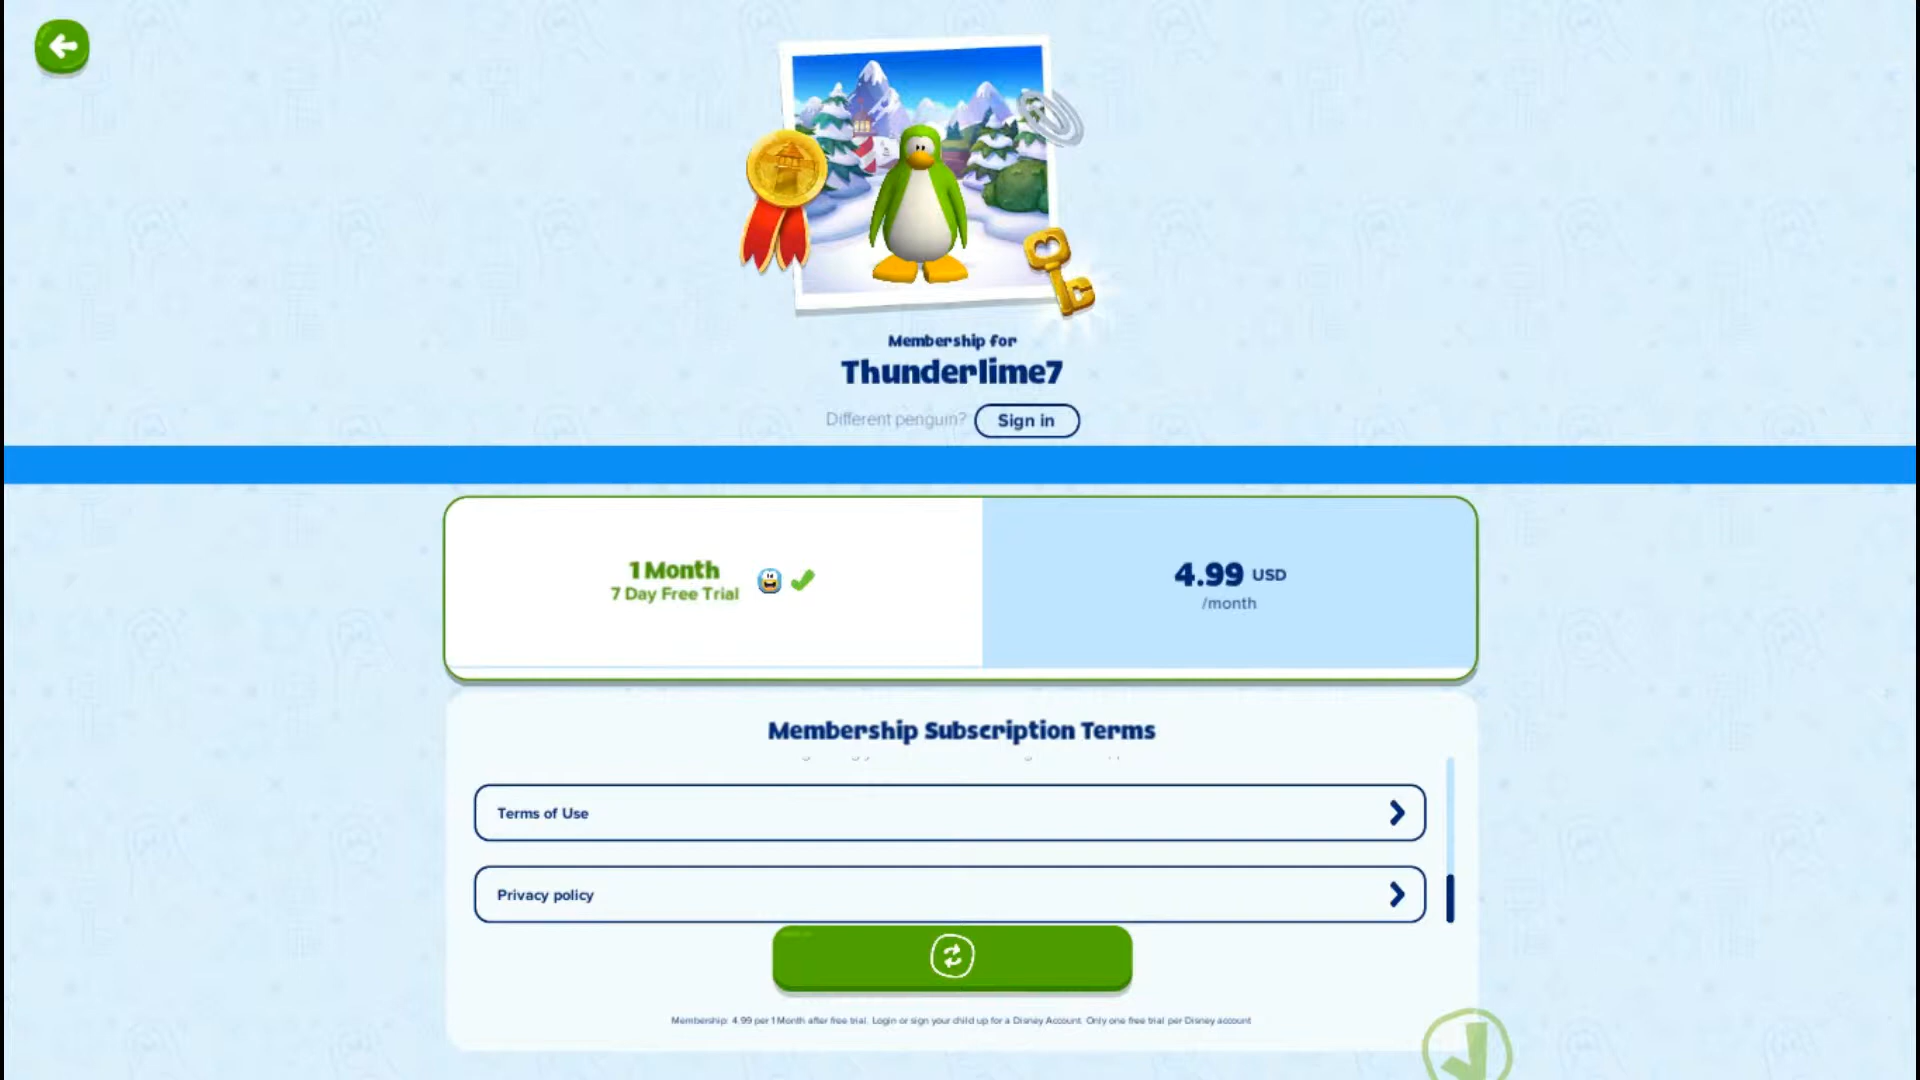 Membership for
Thunderlime7
Different penguin? Sign in
1 Month
7 Day Free Trial
4.99 USD
/month
Membership Subscription Terms
Terms of Use
Privacy policy
Membership: 4.99 per 1 Month after free trial. Login or sign your child up for a Disney Account. Only one free trial per Disney account